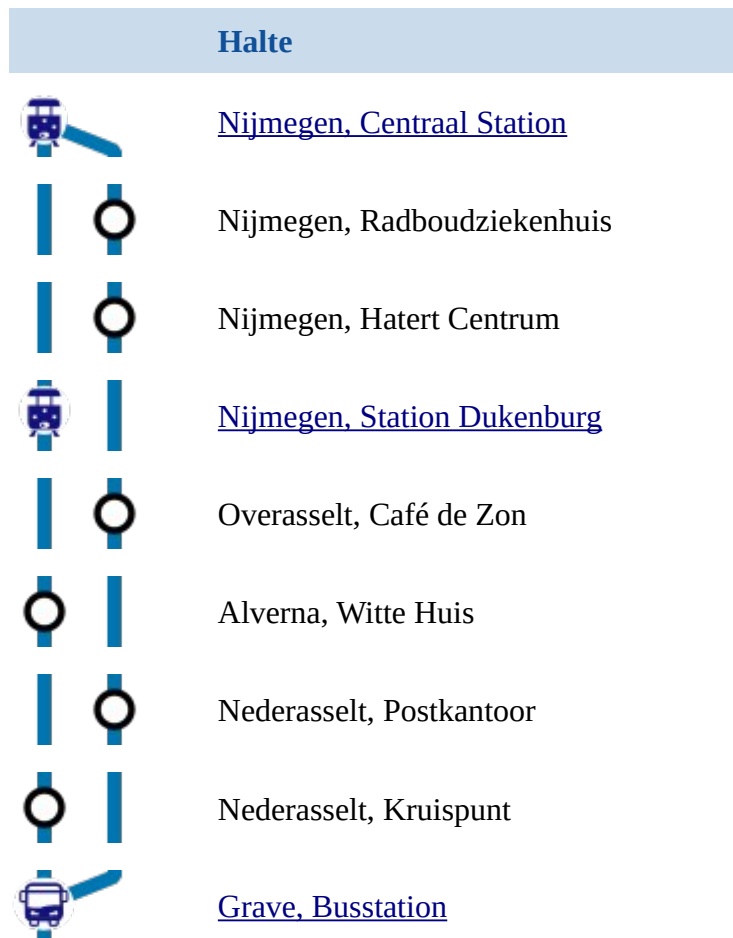 Halte
Nijmegen, Centraal Station
Nijmegen, Radboudziekenhuis
Nijmegen, Hatert Centrum
Nijmegen, Station Dukenburg
Overasselt, Café de Zon
Alverna, Witte Huis
Nederasselt, Postkantoor
Nederasselt, Kruispunt
Grave, Busstation